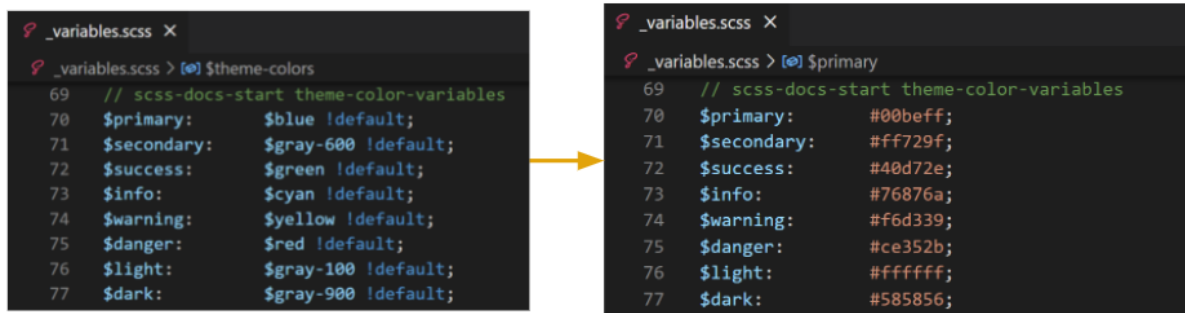 _variables.scss ×
_variables.scss > $theme-colors
69 // scss-docs-start theme-color-variables
70 $primary: $blue !default;
71 $secondary: $gray-600 !default;
72 $success: $green !default;
73 $info: $cyan !default;
74 $warning: $yellow !default;
75 $danger: $red !default;
76 $light: $gray-100 !default;
77 $dark: $gray-900 !default;
_variables.scss ×
_variables.scss > $primary
69 // scss-docs-start theme-color-variables
70 $primary: #00beff;
71 $secondary: #ff729f;
72 $success: #40d72e;
73 $info: #76876a;
74 $warning: #f6d339;
75 $danger: #ce352b;
76 $light: #ffffff;
77 $dark: #585856;